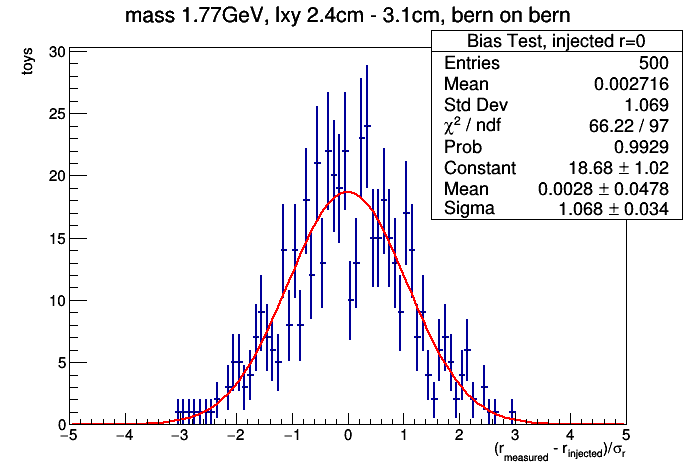 mass 1.77GeV, lxy 2.4cm - 3.1cm, bern on bern
Bias Test, injected r=0
Entries 500
Mean 0.002716
Std Dev 1.069
χ² / ndf 66.22 / 97
Prob 0.9929
Constant 18.68 ± 1.02
Mean 0.0028 ± 0.0478
Sigma 1.068 ± 0.034
toys
30
25
20
15
10
5
0
−5 −4 −3 −2 −1 0 1 2 3 4 5
(r_measured - r_injected)/σ_r